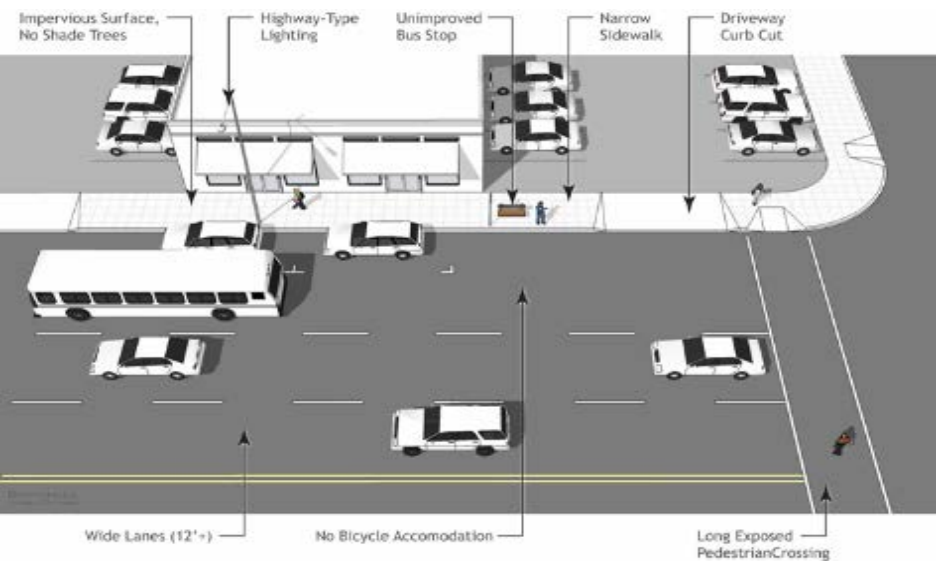 Impervious Surface,
No Shade Trees
Highway-Type
Lighting
Unimproved
Bus Stop
Narrow
Sidewalk
Driveway
Curb Cut
Wide Lanes (12'+)
No Bicycle Accomodation
Long Exposed
PedestrianCrossing